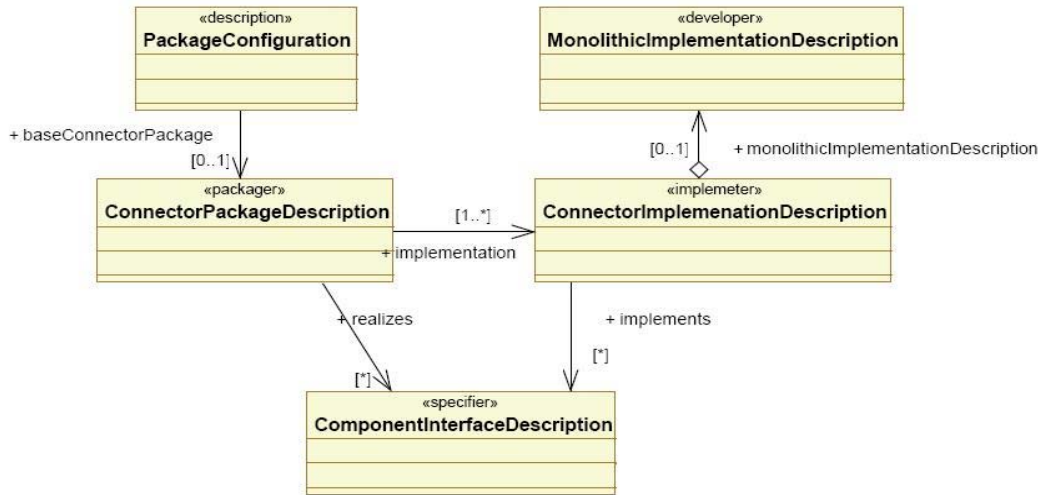 «description»
PackageConfiguration
«developer»
MonolithicImplementationDescription
+ baseConnectorPackage
[0..1]
[0..1]
+ monolithicImplementationDescription
«packager»
ConnectorPackageDescription
«implemeter»
ConnectorImplemenationDescription
[1..*]
+ implementation
+ realizes
+ implements
[*]
[*]
«specifier»
ComponentInterfaceDescription